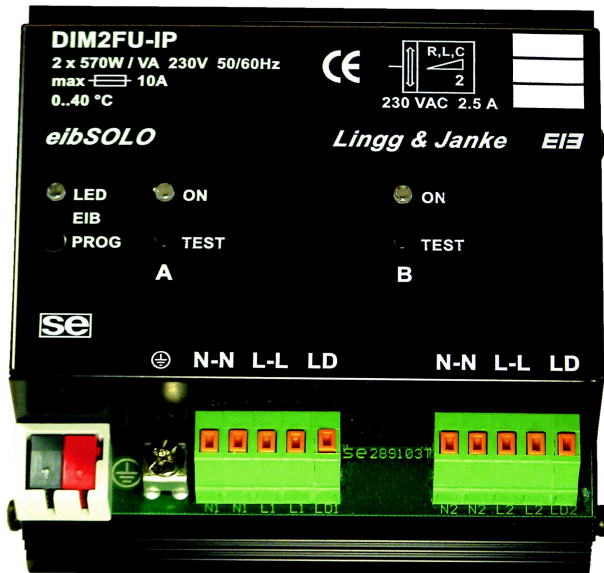 DIM2FU-IP
2 x 570W / VA 230V 50/60Hz
max 10A
0..40 °C
CE
R,L,C
2
230 VAC 2.5 A
eibSOLO
Lingg & Janke EIB
LED ON ON
EIB
PROG TEST TEST
A B
se
N-N L-L LD N-N L-L LD
se289103
N1 N1 L1 L1 LD1 N2 N2 L2 L2 LD2